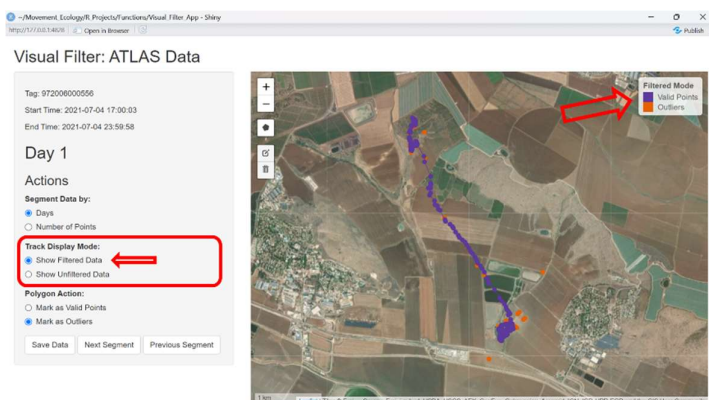 ~/Movement_Ecology/R_Projects/Functions/Visual_Filter_App - Shiny
Open in Browser
Publish
Visual Filter: ATLAS Data
Tag: 972006000556
Start Time: 2021-07-04 17:00:03
End Time: 2021-07-04 23:59:58
Day 1
Actions
Segment Data by:
Days
Number of Points
Track Display Mode:
Show Filtered Data
Show Unfiltered Data
Polygon Action:
Mark as Valid Points
Mark as Outliers
Save Data Next Segment Previous Segment
+
−
Filtered Mode
Valid Points
Outliers
1 km